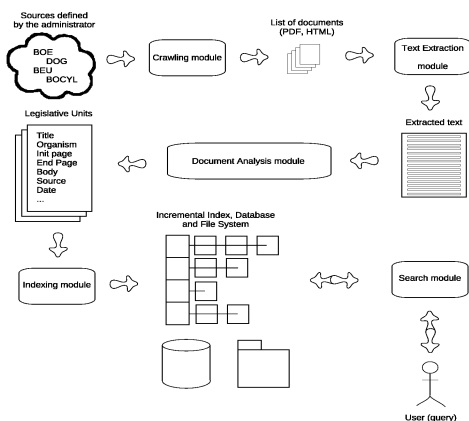 Sources defined
by the administrator
BOE
DOG
BEU
BOCYL
Crawling module
List of documents
(PDF, HTML)
Text Extraction
module
Legislative Units
Title
Organism
Init page
End Page
Body
Source
Date
...
Document Analysis module
Extracted text
Incremental Index, Database
and File System
Indexing module
Search module
User (query)